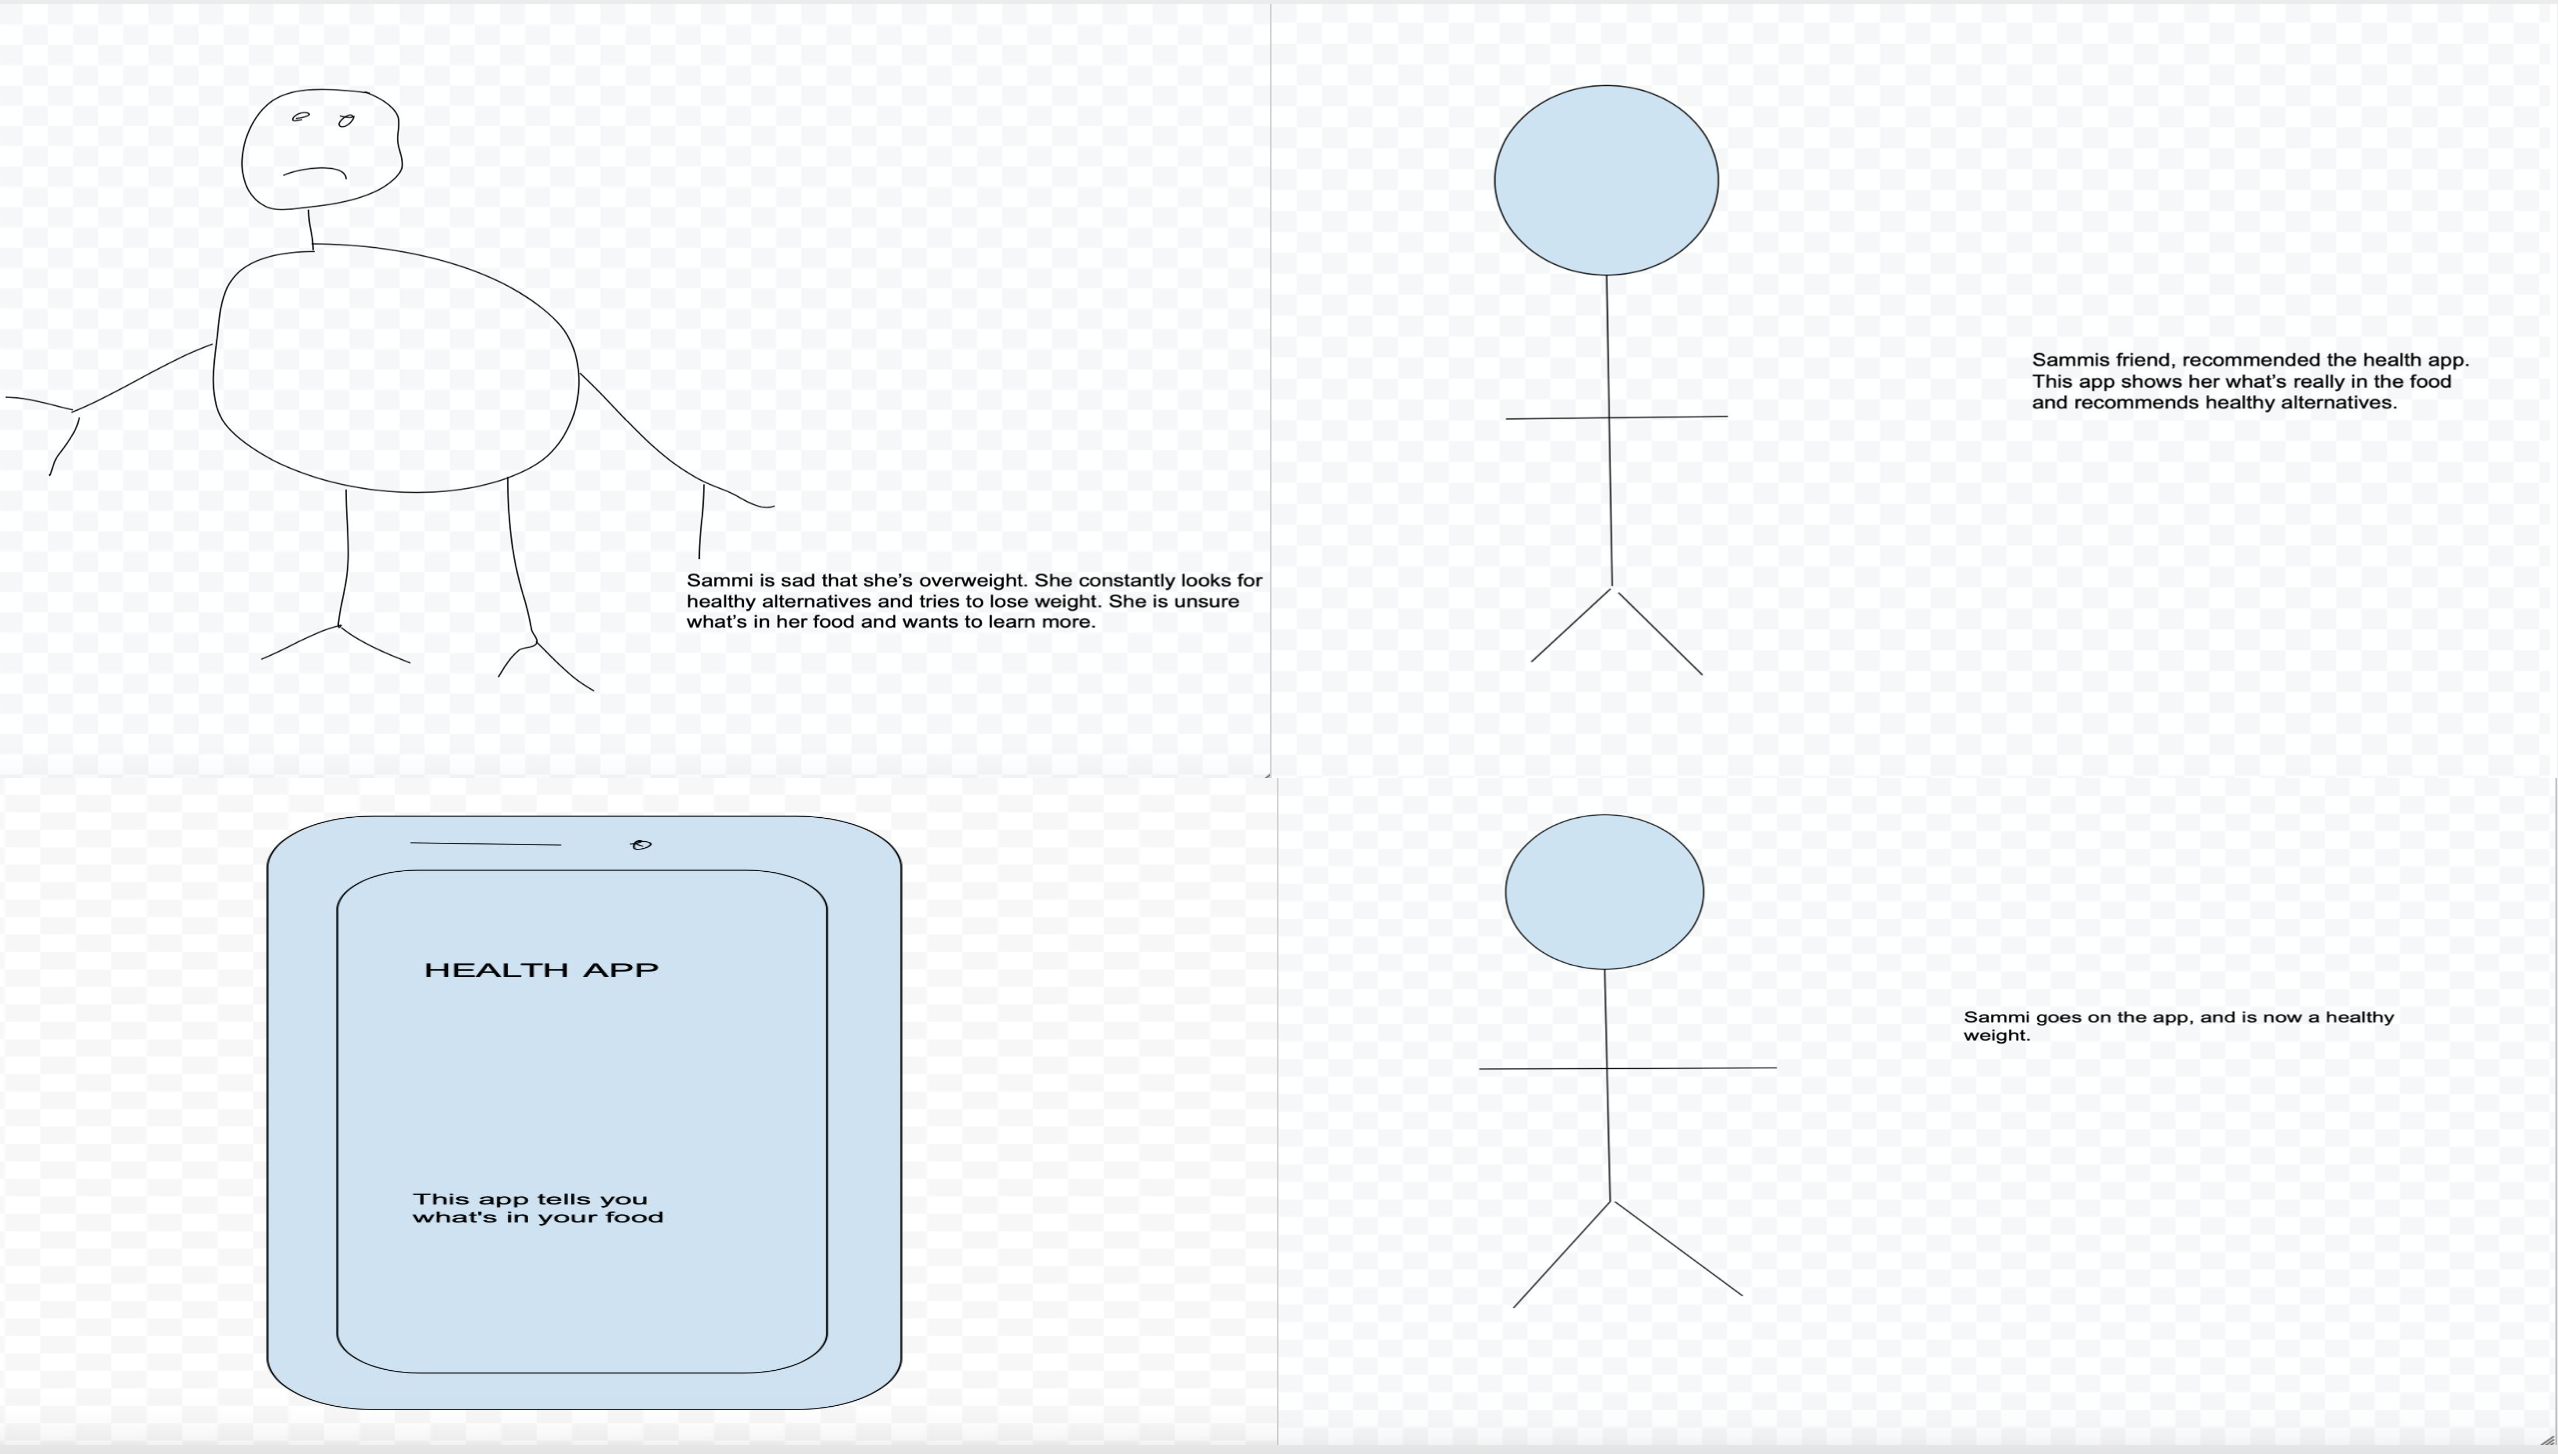 Sammi is sad that she's overweight. She constantly looks for
healthy alternatives and tries to lose weight. She is unsure
what's in her food and wants to learn more.
Sammis friend, recommended the health app.
This app shows her what's really in the food
and recommends healthy alternatives.
HEALTH APP
This app tells you
what's in your food
Sammi goes on the app, and is now a healthy
weight.